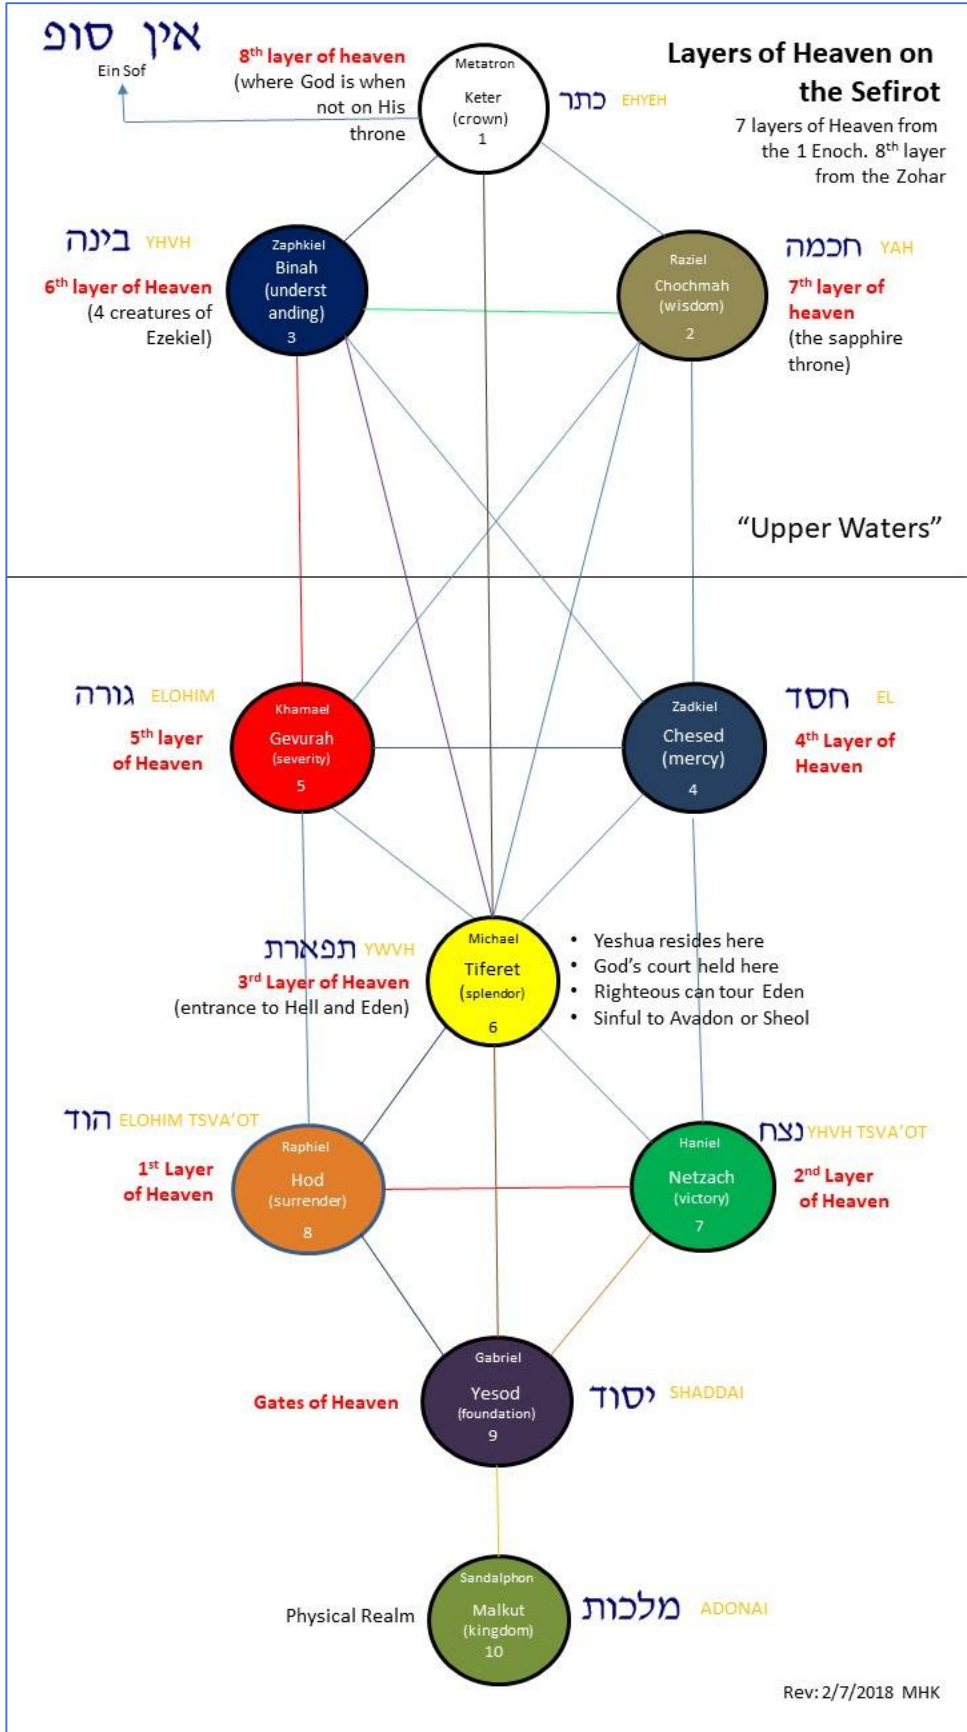 אין סופ
Ein Sof
8th layer of heaven
(where God is when
not on His
throne
Metatron
Keter
(crown)
1
כתר EHYEH
Layers of Heaven on
the Sefirot
7 layers of Heaven from
the 1 Enoch. 8th layer
from the Zohar
בינה YHVH
6th layer of Heaven
(4 creatures of
Ezekiel)
Zaphkiel
Binah
(underst
anding)
3
Raziel
Chochmah
(wisdom)
2
חכמה YAH
7th layer of
heaven
(the sapphire
throne)
“Upper Waters”
גורה ELOHIM
5th layer
of Heaven
Khamael
Gevurah
(severity)
5
Zadkiel
Chesed
(mercy)
4
חסד EL
4th Layer of
Heaven
תפארת YWVH
3rd Layer of Heaven
(entrance to Hell and Eden)
Michael
Tiferet
(splendor)
6
• Yeshua resides here
• God’s court held here
• Righteous can tour Eden
• Sinful to Avadon or Sheol
הוד ELOHIM TSVA’OT
1st Layer
of Heaven
Raphiel
Hod
(surrender)
8
Haniel
Netzach
(victory)
7
נצח YHVH TSVA’OT
2nd Layer
of Heaven
Gates of Heaven
Gabriel
Yesod
(foundation)
9
יסוד SHADDAI
Physical Realm
Sandalphon
Malkut
(kingdom)
10
מלכות ADONAI
Rev: 2/7/2018 MHK